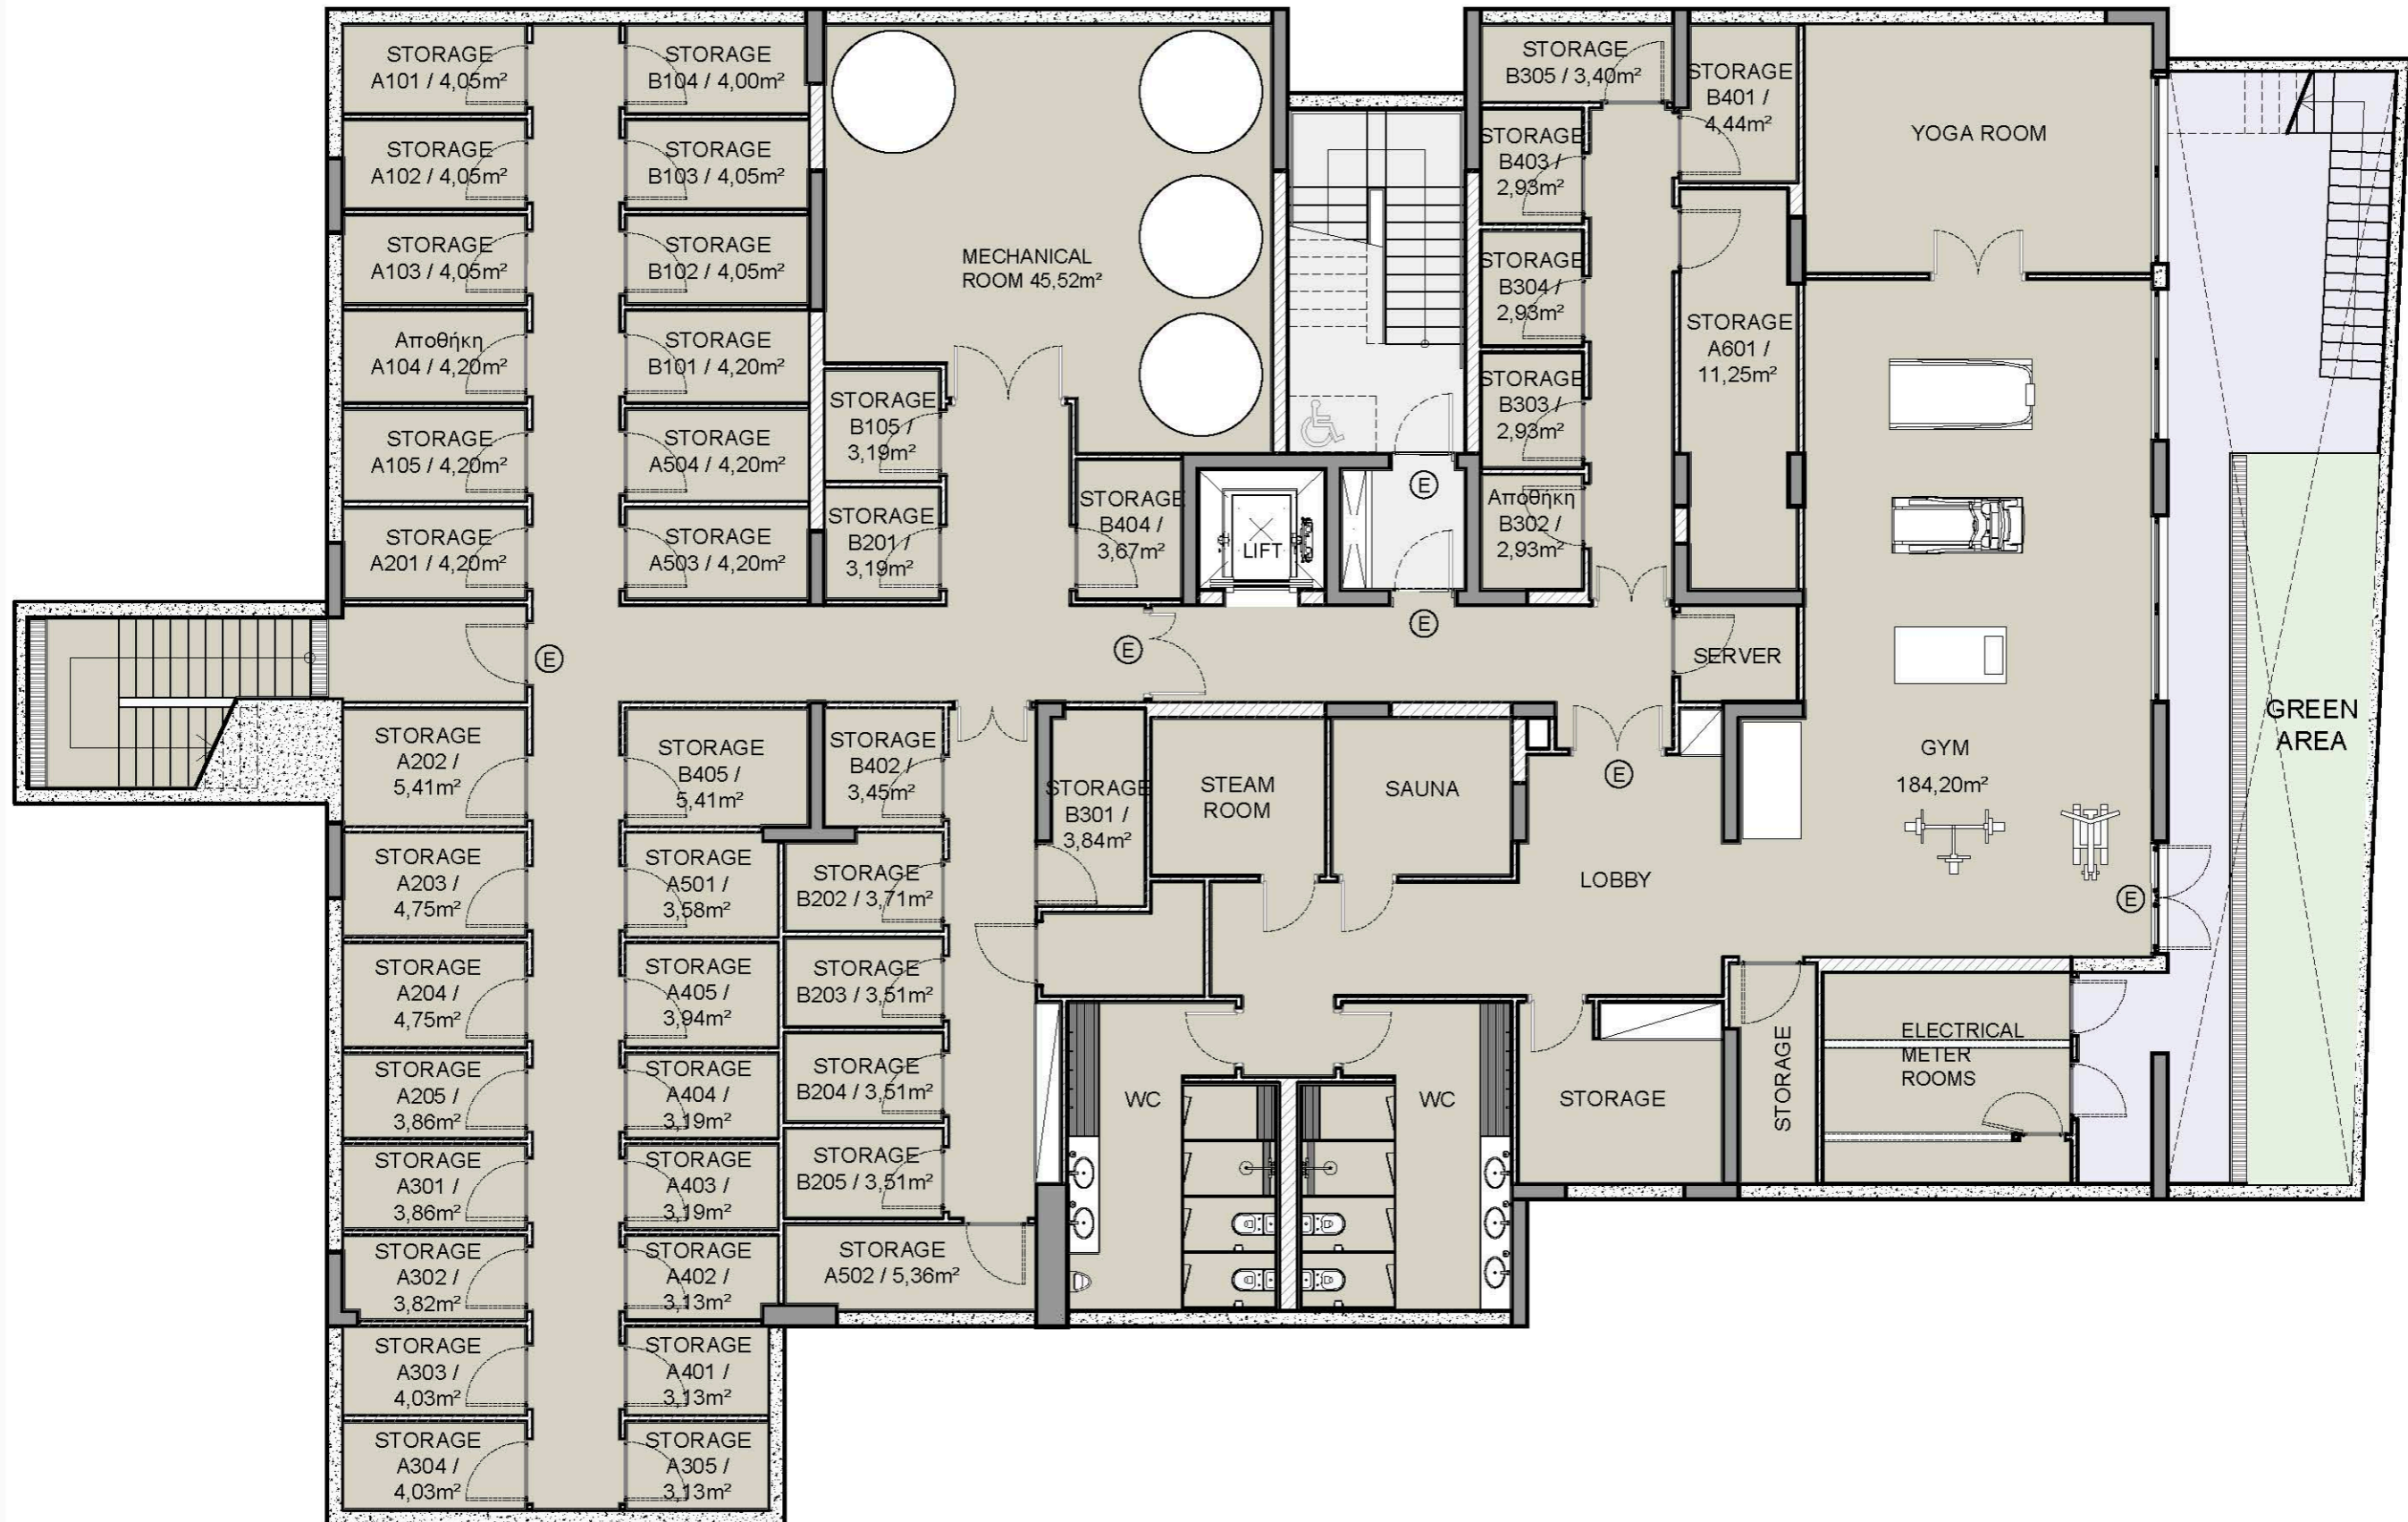 STORAGE
A101 / 4,05m²
STORAGE
B104 / 4,00m²
STORAGE
A102 / 4,05m²
STORAGE
B103 / 4,05m²
STORAGE
A103 / 4,05m²
STORAGE
B102 / 4,05m²
Αποθήκη
A104 / 4,20m²
STORAGE
B101 / 4,20m²
STORAGE
A105 / 4,20m²
STORAGE
A504 / 4,20m²
STORAGE
A201 / 4,20m²
STORAGE
A503 / 4,20m²
MECHANICAL
ROOM 45,52m²
STORAGE
B105 /
3,19m²
STORAGE
B201 /
3,19m²
STORAGE
B404 /
3,67m²
LIFT
E
E
E
E
STORAGE
B305 / 3,40m²
STORAGE
B403 /
2,93m²
STORAGE
B304 /
2,93m²
STORAGE
B303 /
2,93m²
Αποθήκη
B302 /
2,93m²
STORAGE
B401 /
4,44m²
STORAGE
A601 /
11,25m²
YOGA ROOM
SERVER
GYM
184,20m²
GREEN
AREA
STORAGE
A202 /
5,41m²
STORAGE
B405 /
5,41m²
STORAGE
B402 /
3,45m²
STORAGE
B301 /
3,84m²
STEAM
ROOM
SAUNA
E
LOBBY
E
STORAGE
A203 /
4,75m²
STORAGE
A501 /
3,58m²
STORAGE
B202 / 3,71m²
STORAGE
A204 /
4,75m²
STORAGE
A405 /
3,94m²
STORAGE
B203 / 3,51m²
STORAGE
A205 /
3,86m²
STORAGE
A404 /
3,19m²
STORAGE
B204 / 3,51m²
STORAGE
A301 /
3,86m²
STORAGE
A403 /
3,19m²
STORAGE
B205 / 3,51m²
STORAGE
A302 /
3,82m²
STORAGE
A402 /
3,13m²
STORAGE
A502 / 5,36m²
STORAGE
A303 /
4,03m²
STORAGE
A401 /
3,13m²
STORAGE
A304 /
4,03m²
STORAGE
A305 /
3,13m²
WC
WC
STORAGE
STORAGE
ELECTRICAL
METER
ROOMS